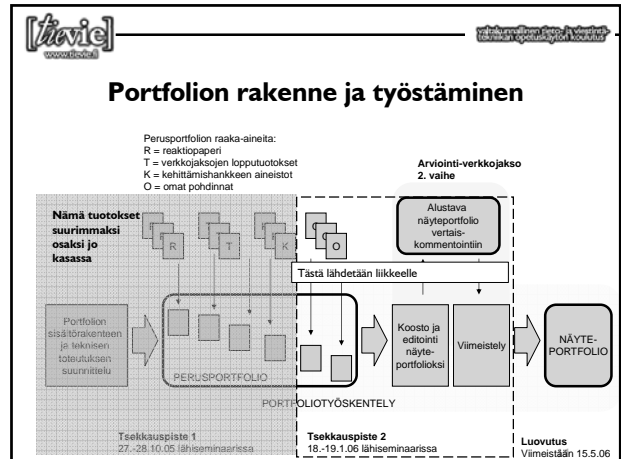 [tievie]
www.tievie.fi
valtakunnallinen tieto- ja viestintä-
tekniikan opetuskäytön koulutus
Portfolion rakenne ja työstäminen
Perusportfolion raaka-aineita:
R = reaktiopaperi
T = verkkojaksojen lopputuotokset
K = kehittämishankkeen aineistot
O = omat pohdinnat
Arviointi-verkkojakso
2. vaihe
Nämä tuotokset
suurimmaksi
osaksi jo
kasassa
R
T
K
O
Alustava
näyteportfolio
vertais-
kommentointiin
Tästä lähdetään liikkeelle
Portfolion
sisältörakenteen
ja teknisen
toteutuksen
suunnittelu
PERUSPORTFOLIO
Koosto ja
editointi
näyte-
portfolioksi
Viimeistely
NÄYTE-
PORTFOLIO
PORTFOLIOTYÖSKENTELY
Tsekkauspiste 1
27.-28.10.05 lähiseminaarissa
Tsekkauspiste 2
18.-19.1.06 lähiseminaarissa
Luovutus
Viimeistään 15.5.06